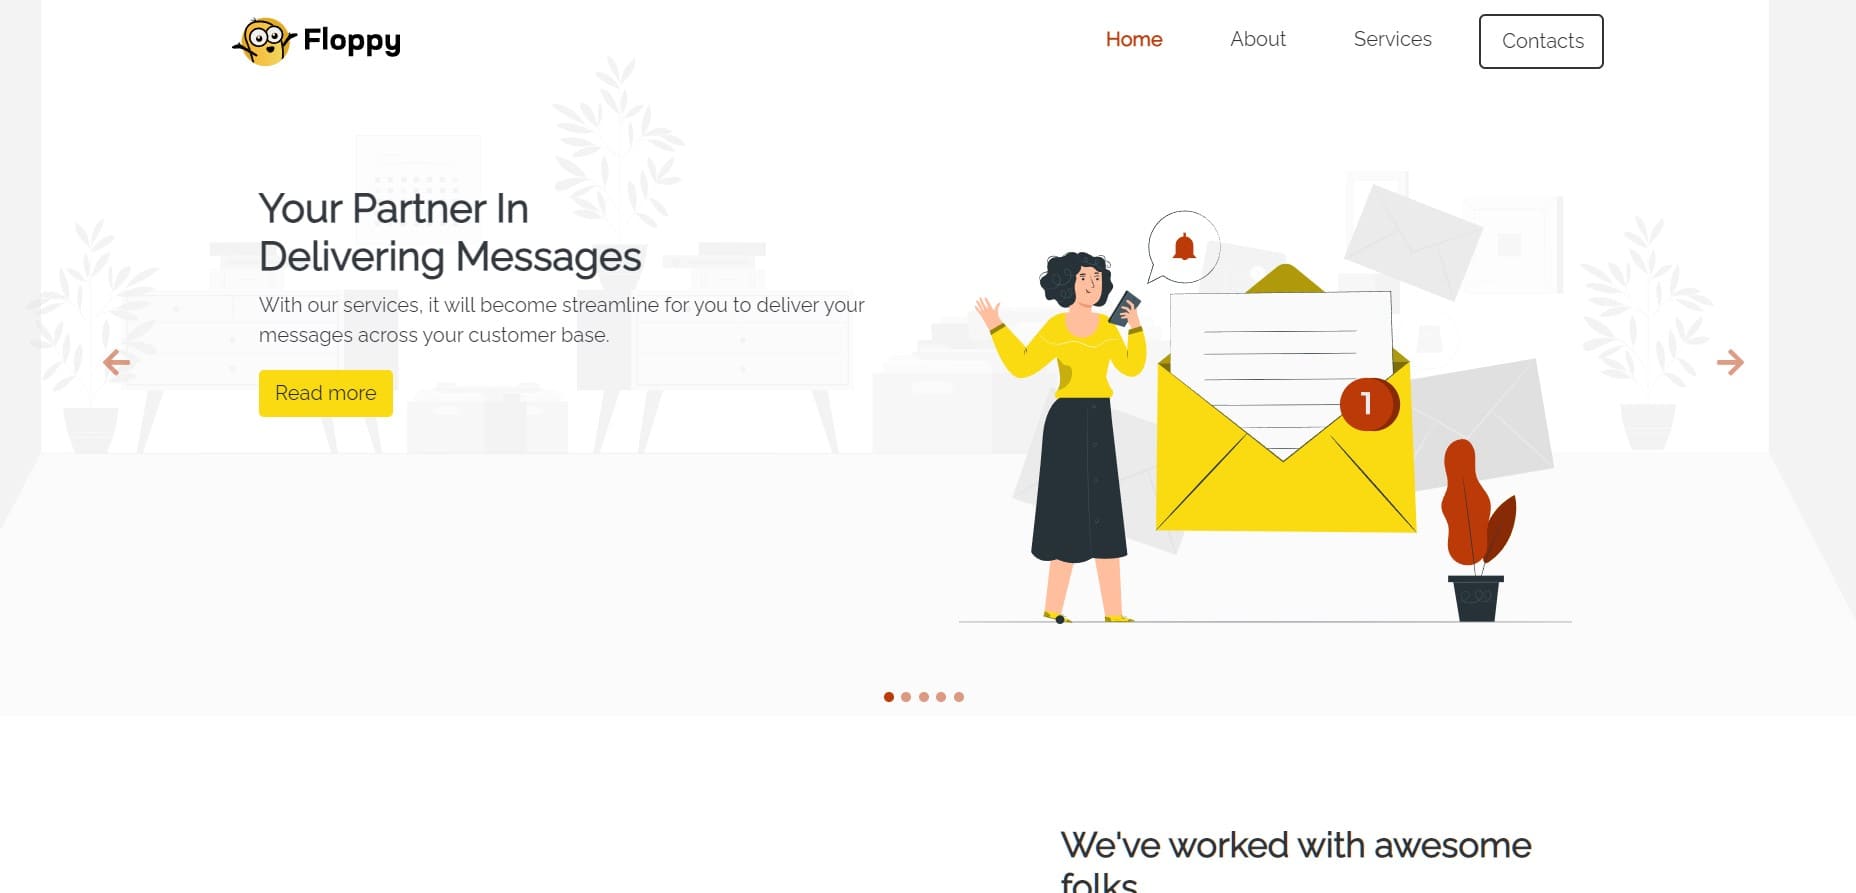 Floppy
Home
About
Services
Contacts
Your Partner In
Delivering Messages
With our services, it will become streamline for you to deliver your
messages across your customer base.
Read more
1
We've worked with awesome
folks